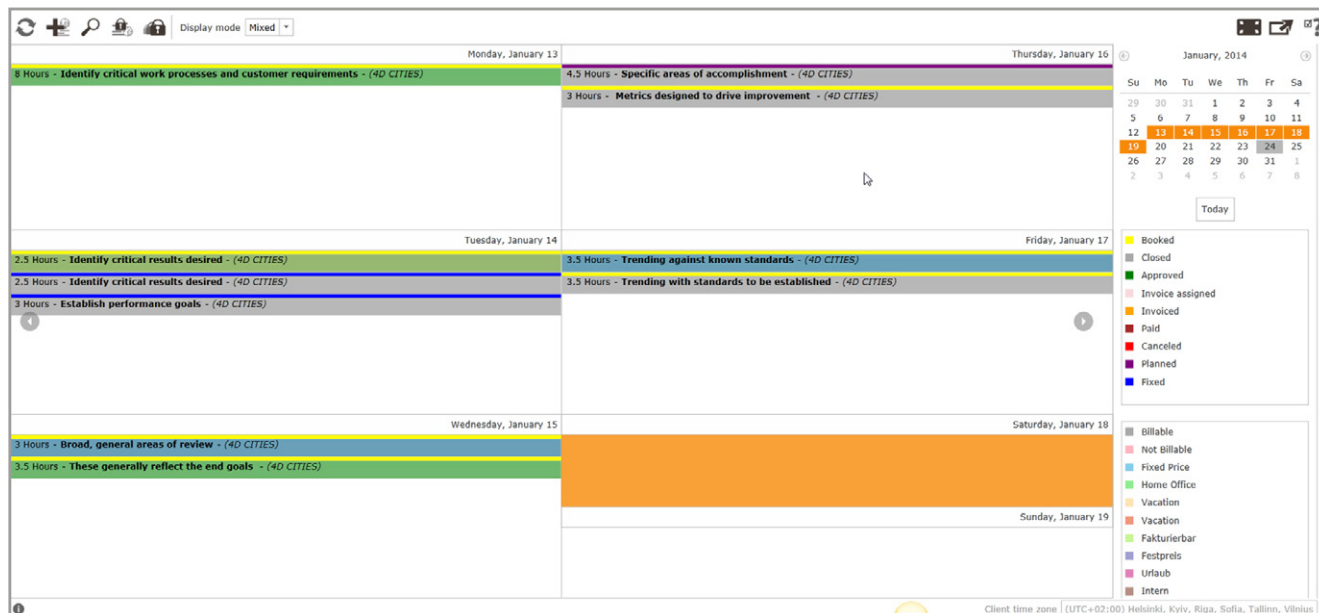 Display mode Mixed
Monday, January 13
8 Hours - Identify critical work processes and customer requirements - (4D CITIES)
Tuesday, January 14
2.5 Hours - Identify critical results desired - (4D CITIES)
2.5 Hours - Identify critical results desired - (4D CITIES)
3 Hours - Establish performance goals - (4D CITIES)
Wednesday, January 15
3 Hours - Broad, general areas of review - (4D CITIES)
3.5 Hours - These generally reflect the end goals - (4D CITIES)
Thursday, January 16
4.5 Hours - Specific areas of accomplishment - (4D CITIES)
3 Hours - Metrics designed to drive improvement - (4D CITIES)
Friday, January 17
3.5 Hours - Trending against known standards - (4D CITIES)
3.5 Hours - Trending with standards to be established - (4D CITIES)
Saturday, January 18
Sunday, January 19
January, 2014
Su Mo Tu We Th Fr Sa
29 30 31 1 2 3 4
5 6 7 8 9 10 11
12 13 14 15 16 17 18
19 20 21 22 23 24 25
26 27 28 29 30 31 1
2 3 4 5 6 7 8
Today
Booked
Closed
Approved
Invoice assigned
Invoiced
Paid
Canceled
Planned
Fixed
Billable
Not Billable
Fixed Price
Home Office
Vacation
Vacation
Fakturierbar
Festpreis
Urlaub
Intern
Client time zone (UTC+02:00) Helsinki, Kyiv, Riga, Sofia, Tallinn, Vilnius